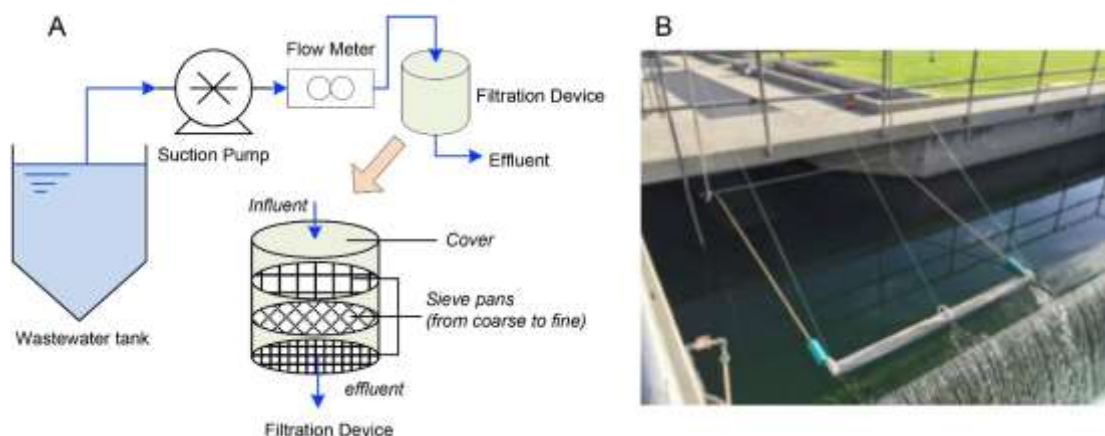 A
B
Flow Meter
Filtration Device
Suction Pump
Effluent
Influent
Cover
Sieve pans
(from coarse to fine)
Wastewater tank
effluent
Filtration Device